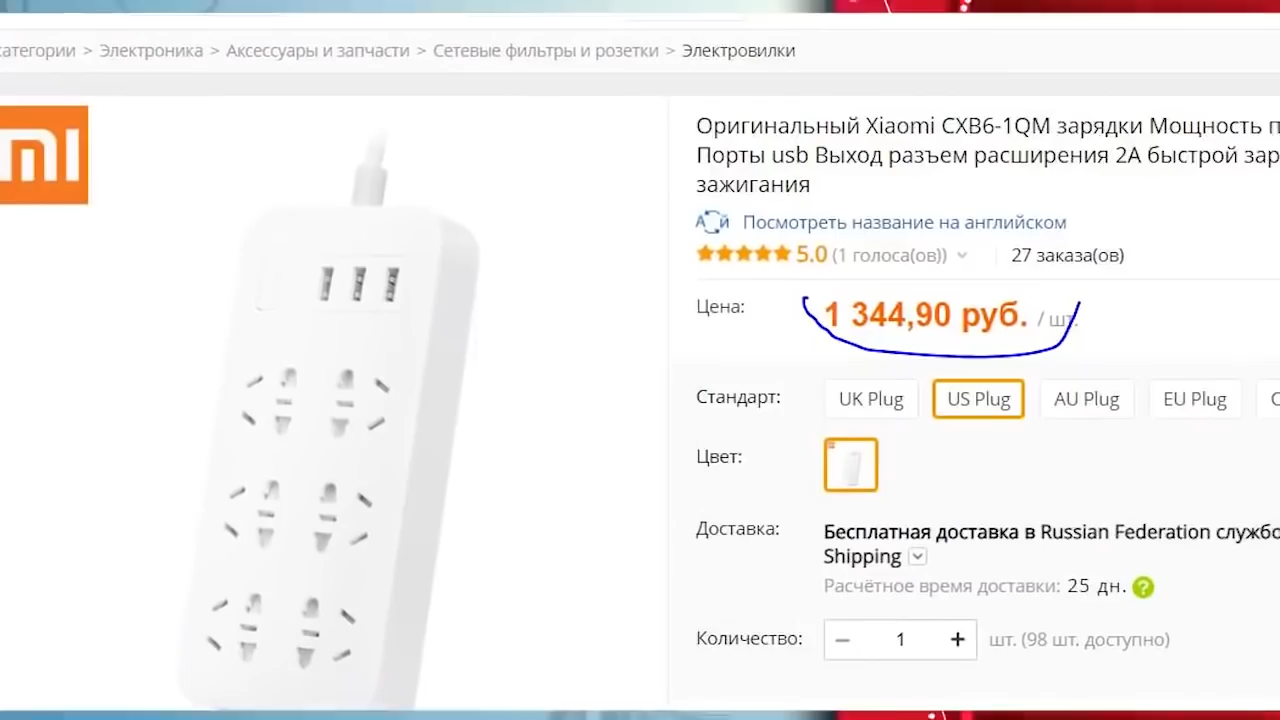 категории > Электроника > Аксессуары и запчасти > Сетевые фильтры и розетки > Электровилки
MI
Оригинальный Xiaomi CXB6-1QM зарядки Мощность п
Порты usb Выход разъем расширения 2A быстрой зар
зажигания
Посмотреть название на английском
5.0 (1 голоса(ов)) 27 заказа(ов)
Цена: 1 344,90 руб. / шт.
Стандарт: UK Plug US Plug AU Plug EU Plug C
Цвет:
Доставка: Бесплатная доставка в Russian Federation службо
Shipping
Расчётное время доставки: 25 дн. ?
Количество: − 1 + шт. (98 шт. доступно)